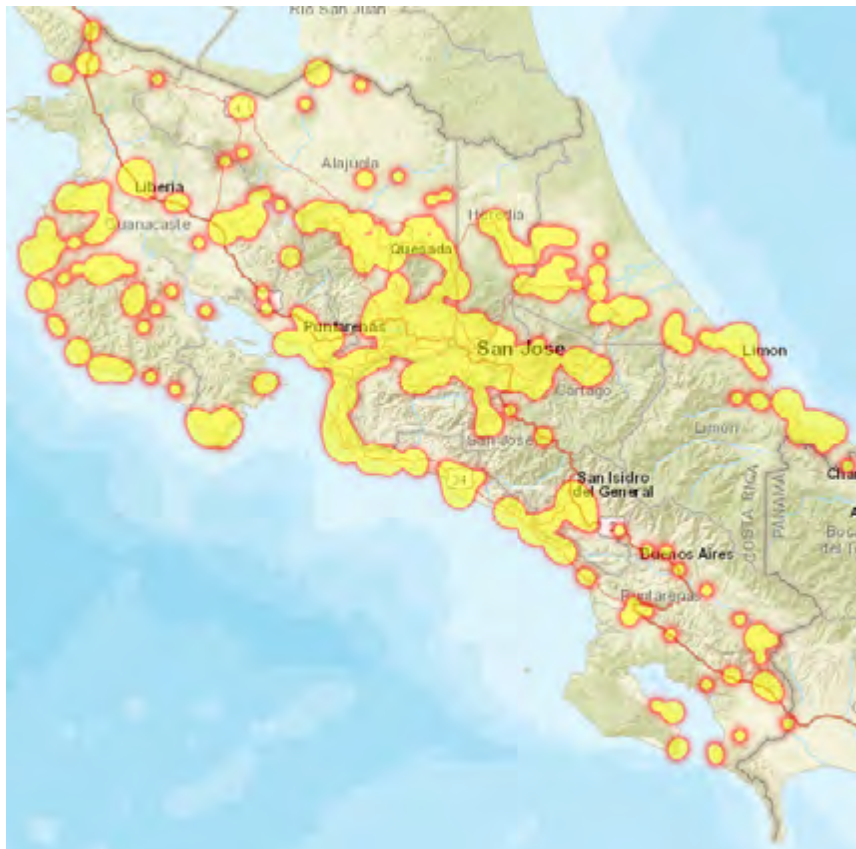 Rio San Juan
Alajuela
Liberia
Heredia
Guanacaste
Quesada
Puntarenas
San Jose
Limon
Cartago
Limon
San Jose
24
San Isidro
del General
COSTA RICA
PANAMA
Buenos Aires
Puntarenas